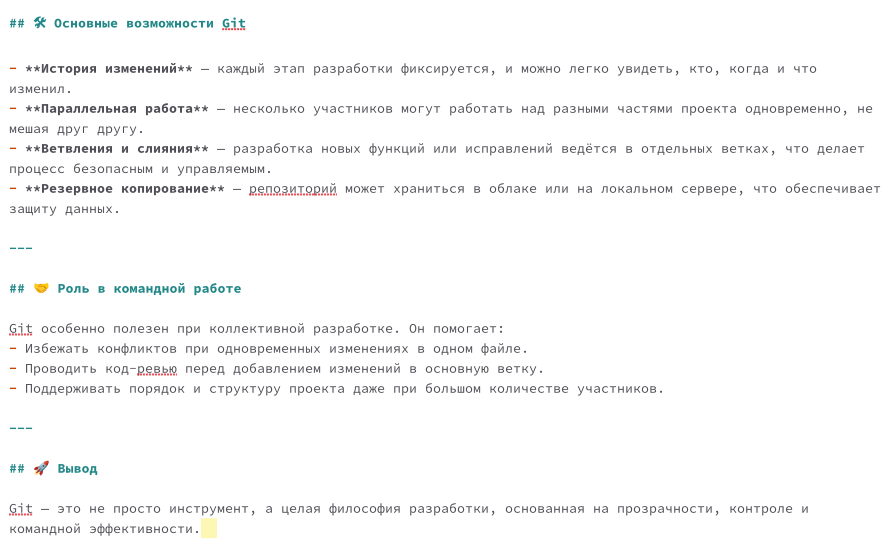 ## 🛠 Основные возможности Git
- **История изменений** — каждый этап разработки фиксируется, и можно легко увидеть, кто, когда и что
изменил.
- **Параллельная работа** — несколько участников могут работать над разными частями проекта одновременно, не
мешая друг другу.
- **Ветвления и слияния** — разработка новых функций или исправлений ведётся в отдельных ветках, что делает
процесс безопасным и управляемым.
- **Резервное копирование** — репозиторий может храниться в облаке или на локальном сервере, что обеспечивает
защиту данных.
---
## 🤝 Роль в командной работе
Git особенно полезен при коллективной разработке. Он помогает:
- Избежать конфликтов при одновременных изменениях в одном файле.
- Проводить код-ревью перед добавлением изменений в основную ветку.
- Поддерживать порядок и структуру проекта даже при большом количестве участников.
---
## 🚀 Вывод
Git — это не просто инструмент, а целая философия разработки, основанная на прозрачности, контроле и
командной эффективности.